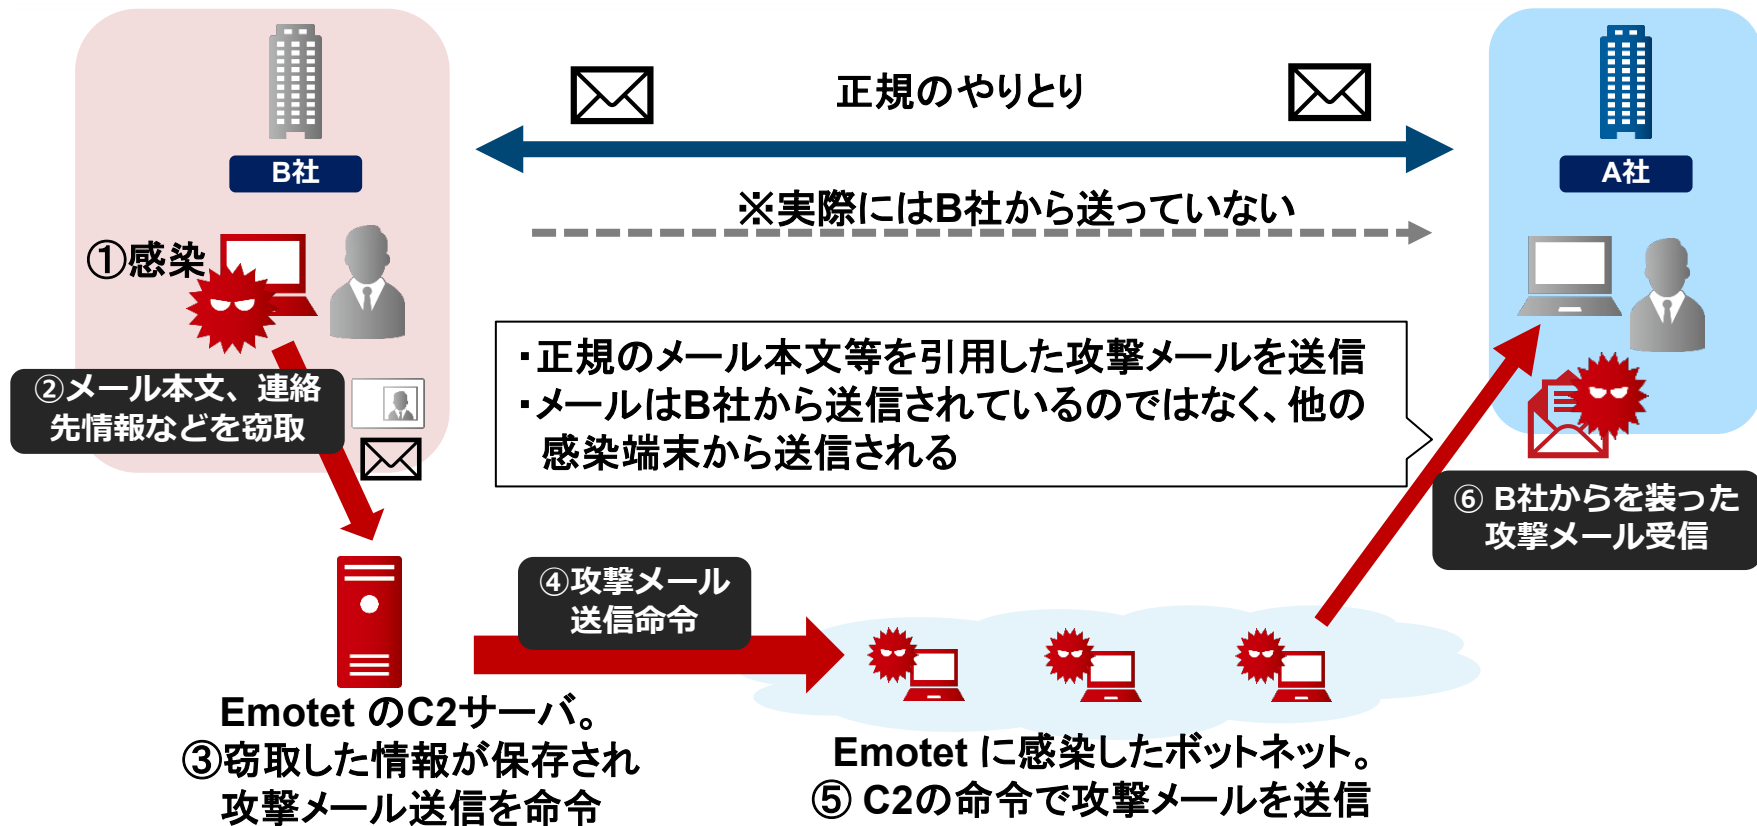 正規のやりとり
B社
A社
※実際にはB社から送っていない
①感染
・正規のメール本文等を引用した攻撃メールを送信
・メールはB社から送信されているのではなく、他の
感染端末から送信される
②メール本文、連絡
先情報などを窃取
⑥ B社からを装った
攻撃メール受信
④攻撃メール
送信命令
Emotet のC2サーバ。
③窃取した情報が保存され
攻撃メール送信を命令
Emotet に感染したボットネット。
⑤ C2の命令で攻撃メールを送信